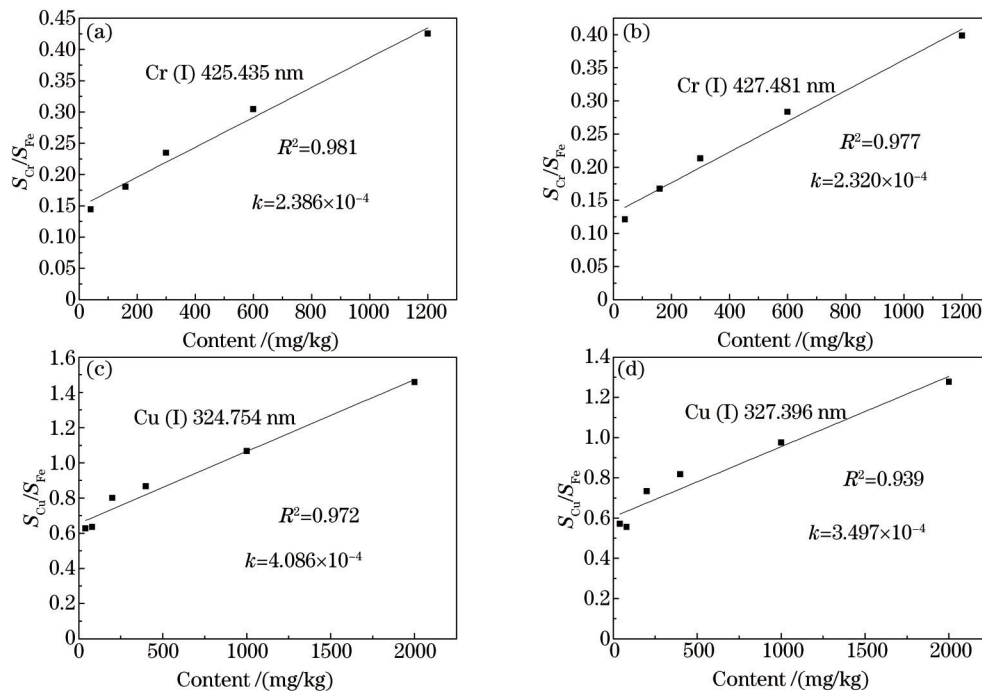 (a)
Cr (I) 425.435 nm
R²=0.981
k=2.386×10⁻⁴
S_Cr/S_Fe
0.45
0.40
0.35
0.30
0.25
0.20
0.15
0.10
0.05
0
0 200 400 600 800 1000 1200
Content /(mg/kg)
(b)
Cr (I) 427.481 nm
R²=0.977
k=2.320×10⁻⁴
S_Cr/S_Fe
0.40
0.35
0.30
0.25
0.20
0.15
0.10
0.05
0.00
0 200 400 600 800 1000 1200
Content /(mg/kg)
(c)
Cu (I) 324.754 nm
R²=0.972
k=4.086×10⁻⁴
S_Cu/S_Fe
1.6
1.4
1.2
1.0
0.8
0.6
0.4
0.2
0
0 500 1000 1500 2000
Content /(mg/kg)
(d)
Cu (I) 327.396 nm
R²=0.939
k=3.497×10⁻⁴
S_Cu/S_Fe
1.4
1.2
1.0
0.8
0.6
0.4
0.2
0
0 500 1000 1500 2000
Content /(mg/kg)